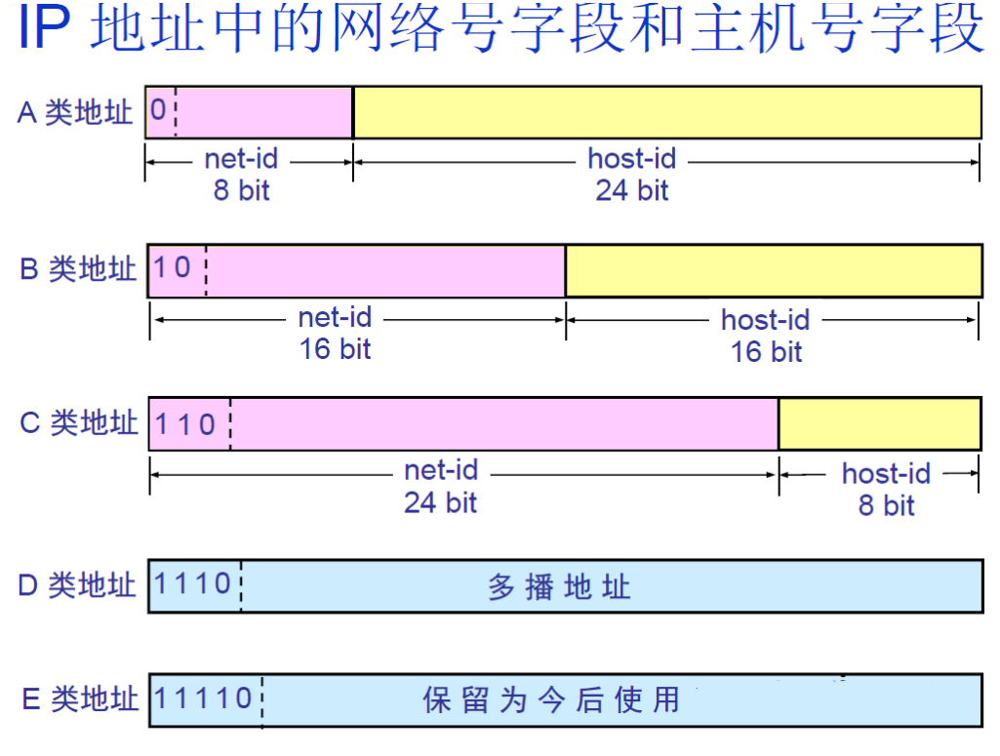 IP 地址中的网络号字段和主机号字段
A 类地址 0
net-id host-id
8 bit 24 bit
B 类地址 10
net-id host-id
16 bit 16 bit
C 类地址 110
net-id host-id
24 bit 8 bit
D 类地址 1110 多播地址
E 类地址 11110 保留为今后使用